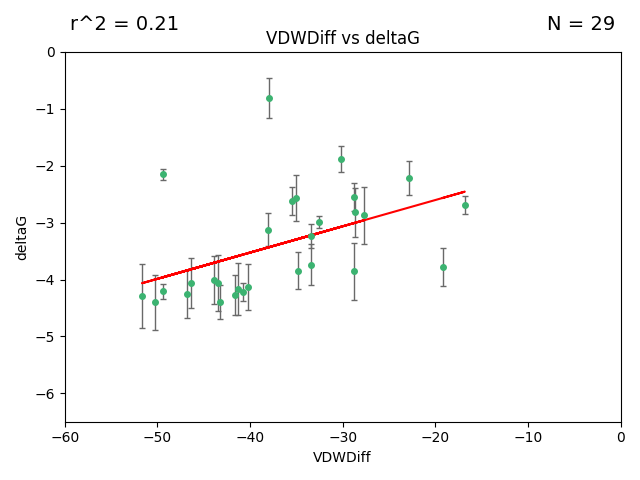 r^2 = 0.21
N = 29
VDWDiff vs deltaG
0
−1
−2
−3
−4
−5
−6
deltaG
−60 −50 −40 −30 −20 −10 0
VDWDiff